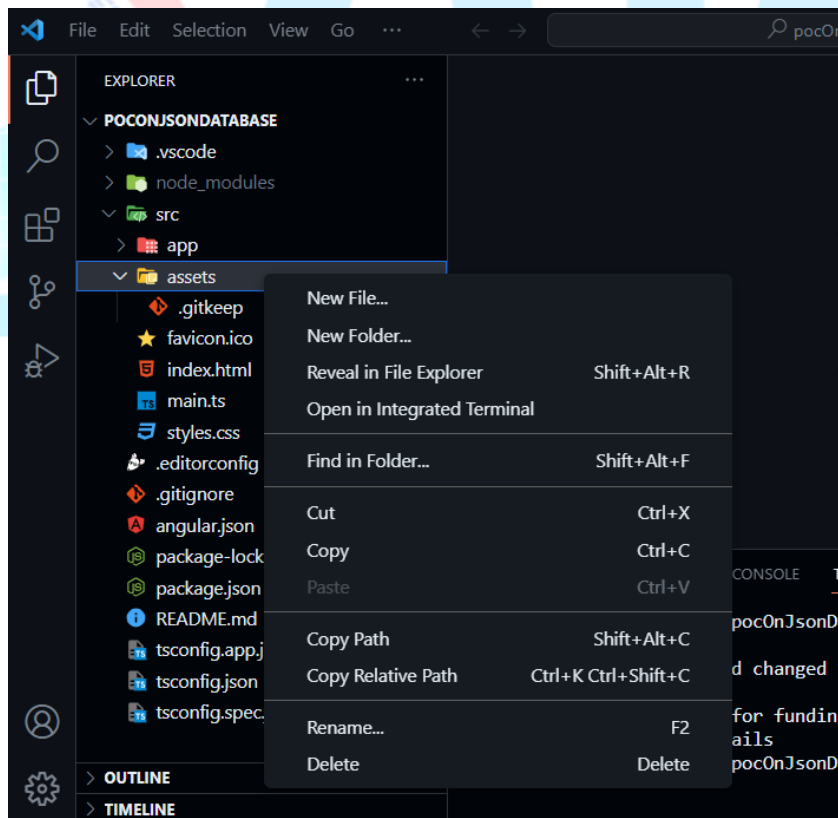 File Edit Selection View Go ···
pocOn
EXPLORER ···
POCONJSONDATABASE
.vscode
node_modules
src
app
assets
.gitkeep
favicon.ico
index.html
TS main.ts
styles.css
.editorconfig
.gitignore
angular.json
package-lock
package.json
README.md
tsconfig.app.j
tsconfig.json
tsconfig.spec.
OUTLINE
TIMELINE
New File...
New Folder...
Reveal in File Explorer Shift+Alt+R
Open in Integrated Terminal
Find in Folder... Shift+Alt+F
Cut Ctrl+X
Copy Ctrl+C
Paste Ctrl+V
Copy Path Shift+Alt+C
Copy Relative Path Ctrl+K Ctrl+Shift+C
Rename... F2
Delete Delete
CONSOLE T
pocOnJsonD
d changed
for fundin
ails
pocOnJsonD